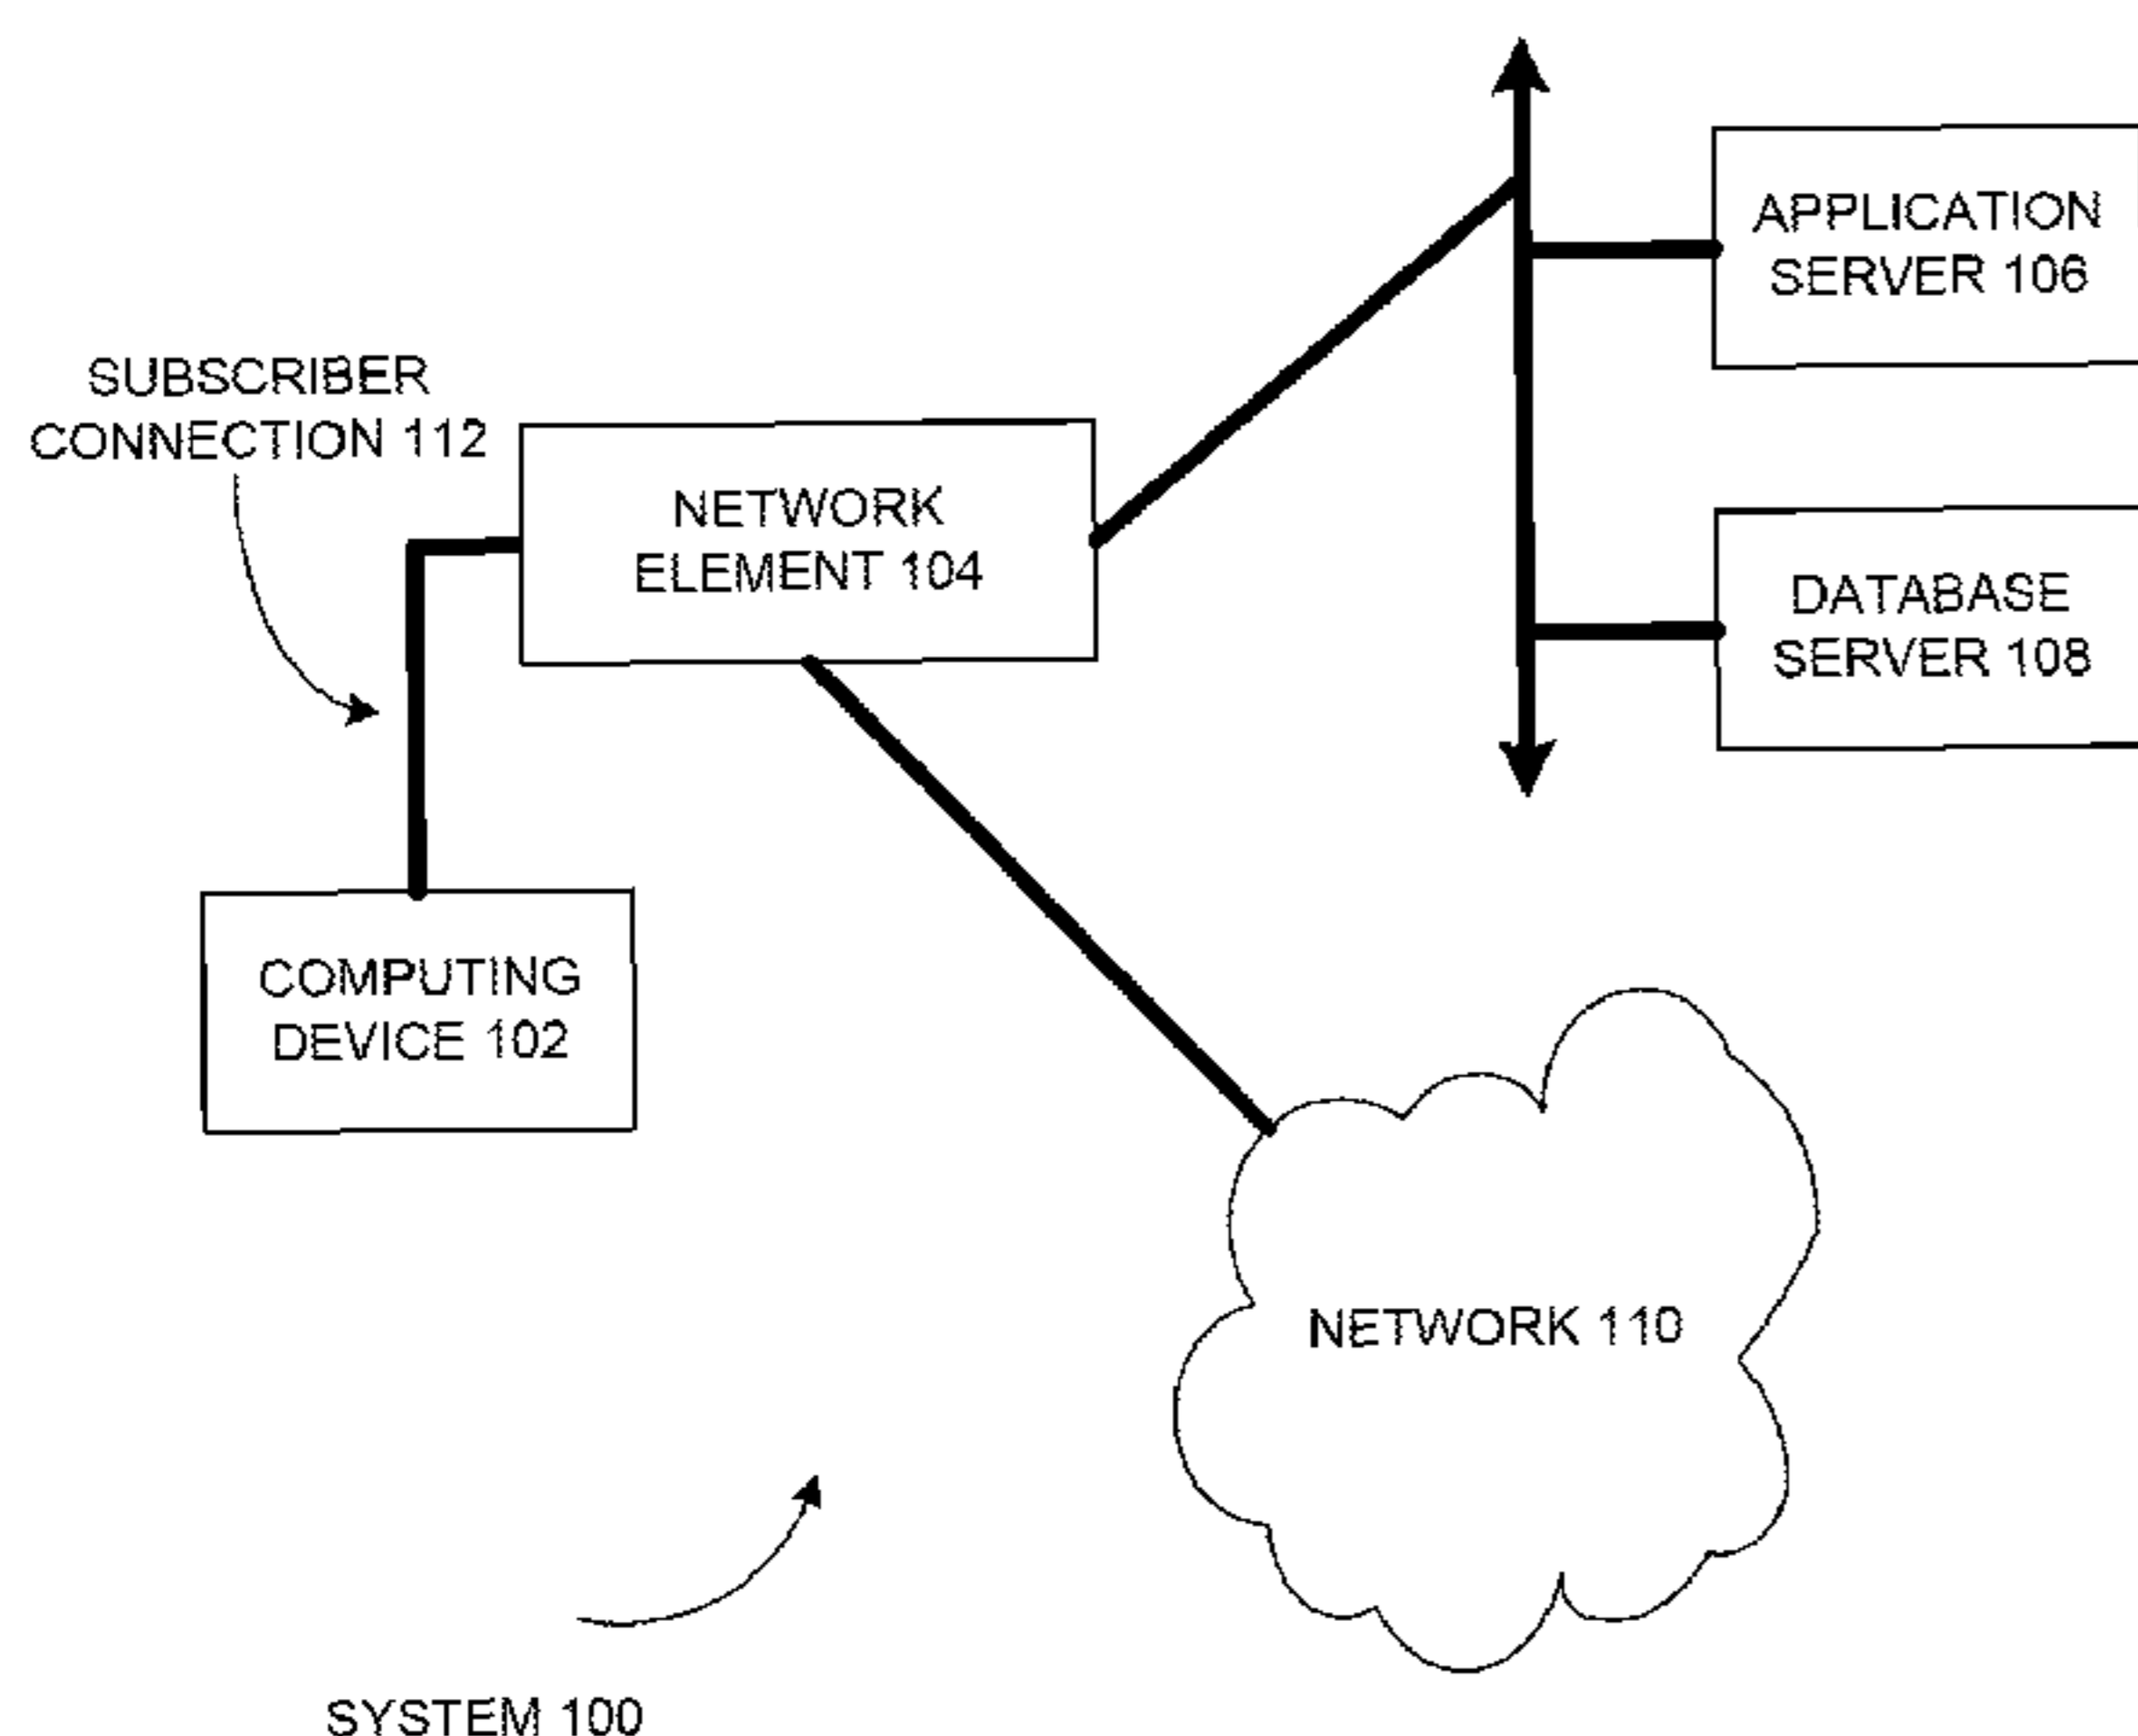 APPLICATION
SERVER 106
SUBSCRIBER
CONNECTION 112
NETWORK
ELEMENT 104
DATABASE
SERVER 108
COMPUTING
DEVICE 102
NETWORK 110
SYSTEM 100